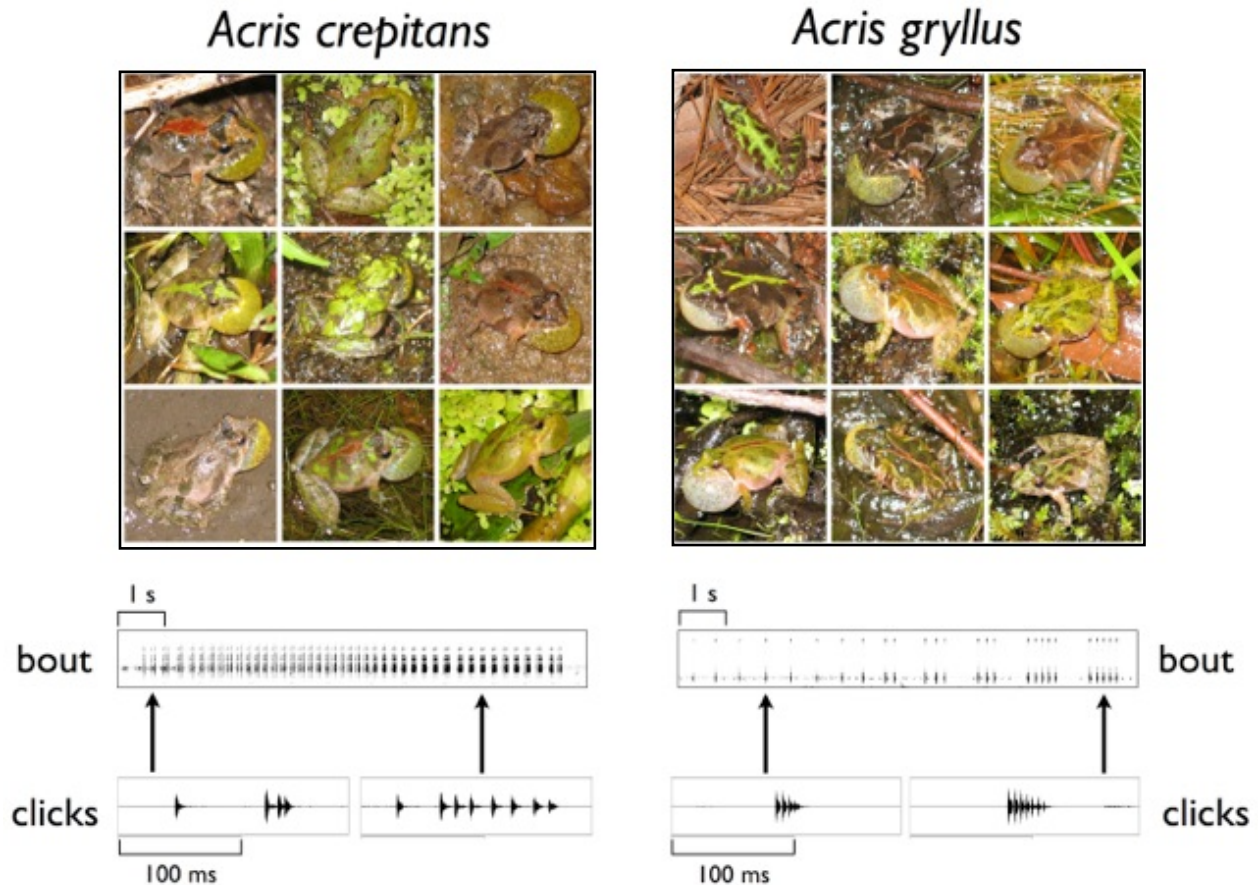 Acris crepitans
Acris gryllus
1 s
bout
clicks
100 ms
1 s
bout
clicks
100 ms